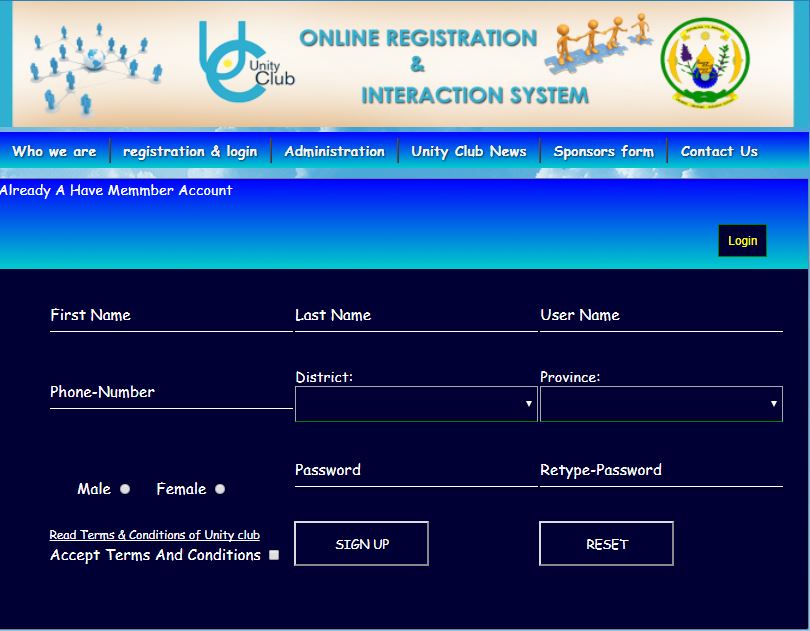 Unity
Club
ONLINE REGISTRATION
&
INTERACTION SYSTEM
Who we are registration & login Administration Unity Club News Sponsors form Contact Us
Already A Have Memmber Account
Login
First Name Last Name User Name
Phone-Number District: Province:
Male Female Password Retype-Password
Read Terms & Conditions of Unity club
Accept Terms And Conditions SIGN UP RESET